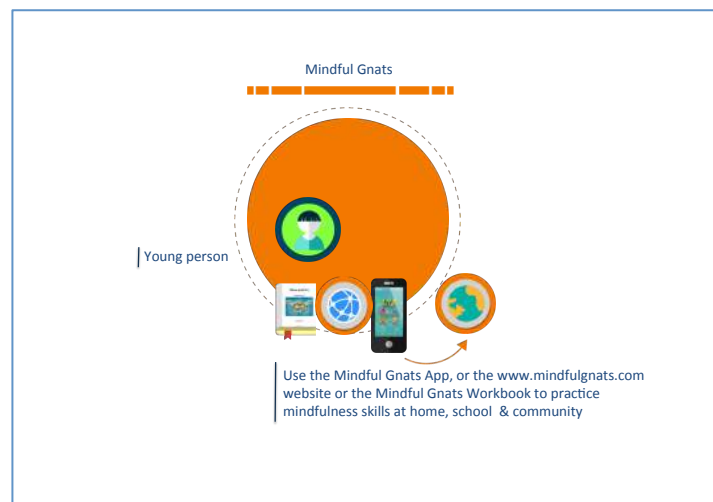 Mindful Gnats
Young person
Use the Mindful Gnats App, or the www.mindfulgnats.com
website or the Mindful Gnats Workbook to practice
mindfulness skills at home, school & community